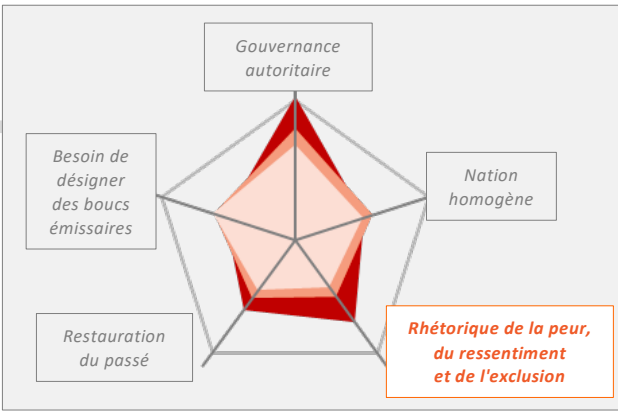 Gouvernance
autoritaire
Besoin de
désigner
des boucs
émissaires
Nation
homogène
Restauration
du passé
Rhétorique de la peur,
du ressentiment
et de l'exclusion